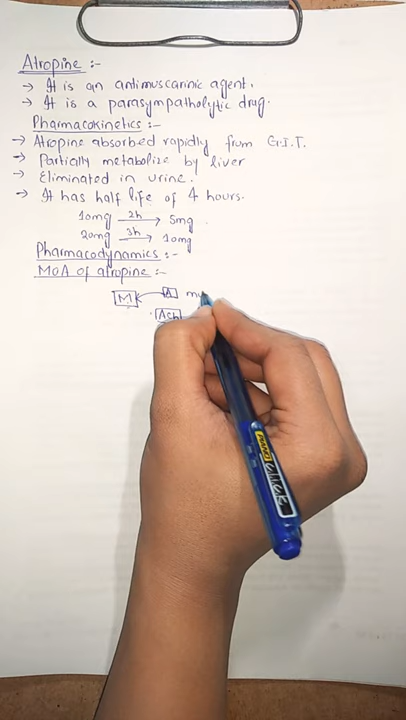 Atropine :-
→ It is an antimuscarinic agent.
→ It is a parasympatholytic drug.
Pharmacokinetics :-
→ Atropine absorbed rapidly from G.I.T.
→ Partially metabolize by liver
→ Eliminated in urine.
→ It has half life of 4 hours.
10mg 2h→ 5mg
20mg 3h→ 10mg
Pharmacodynamics :-
MOA of atropine :-
M ← A mu
Ach